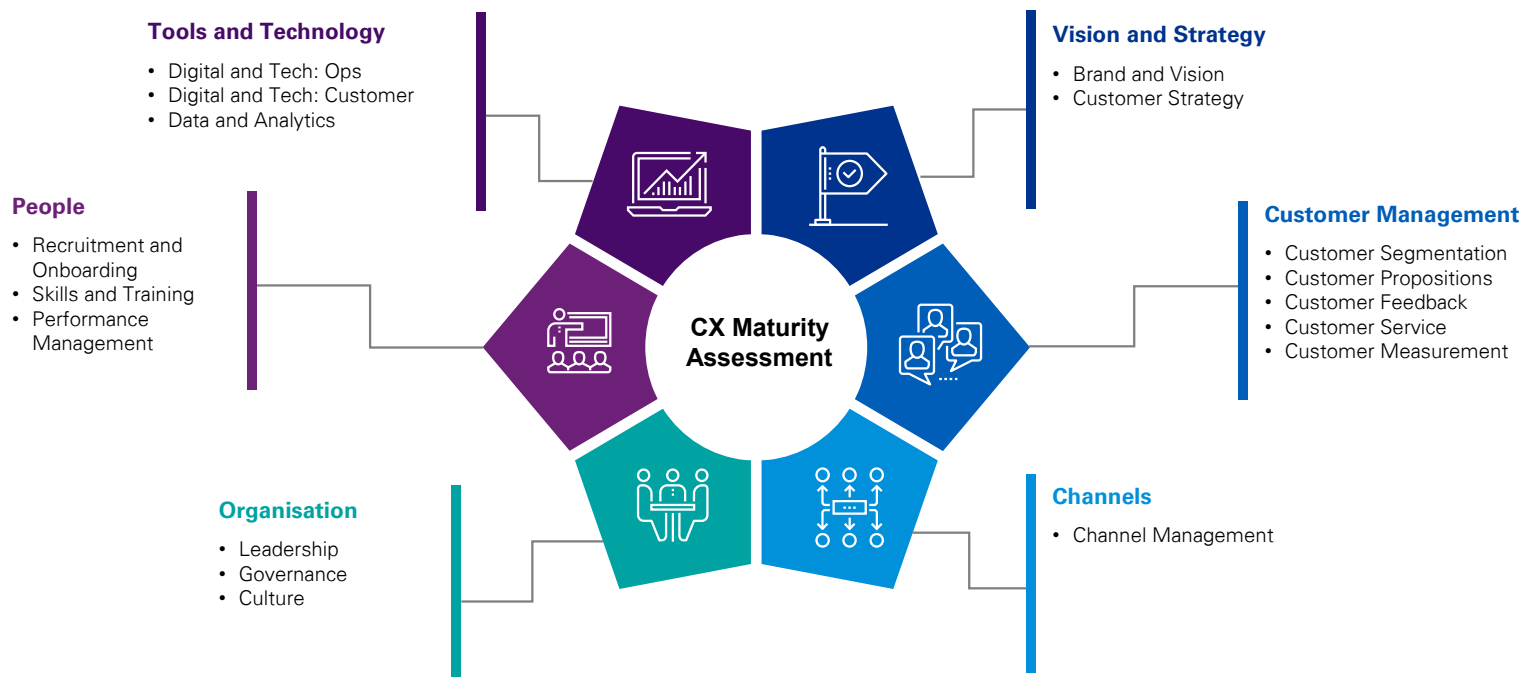 Tools and Technology
• Digital and Tech: Ops
• Digital and Tech: Customer
• Data and Analytics
Vision and Strategy
• Brand and Vision
• Customer Strategy
People
• Recruitment and
Onboarding
• Skills and Training
• Performance
Management
Customer Management
• Customer Segmentation
• Customer Propositions
• Customer Feedback
• Customer Service
• Customer Measurement
CX Maturity
Assessment
Organisation
• Leadership
• Governance
• Culture
Channels
• Channel Management